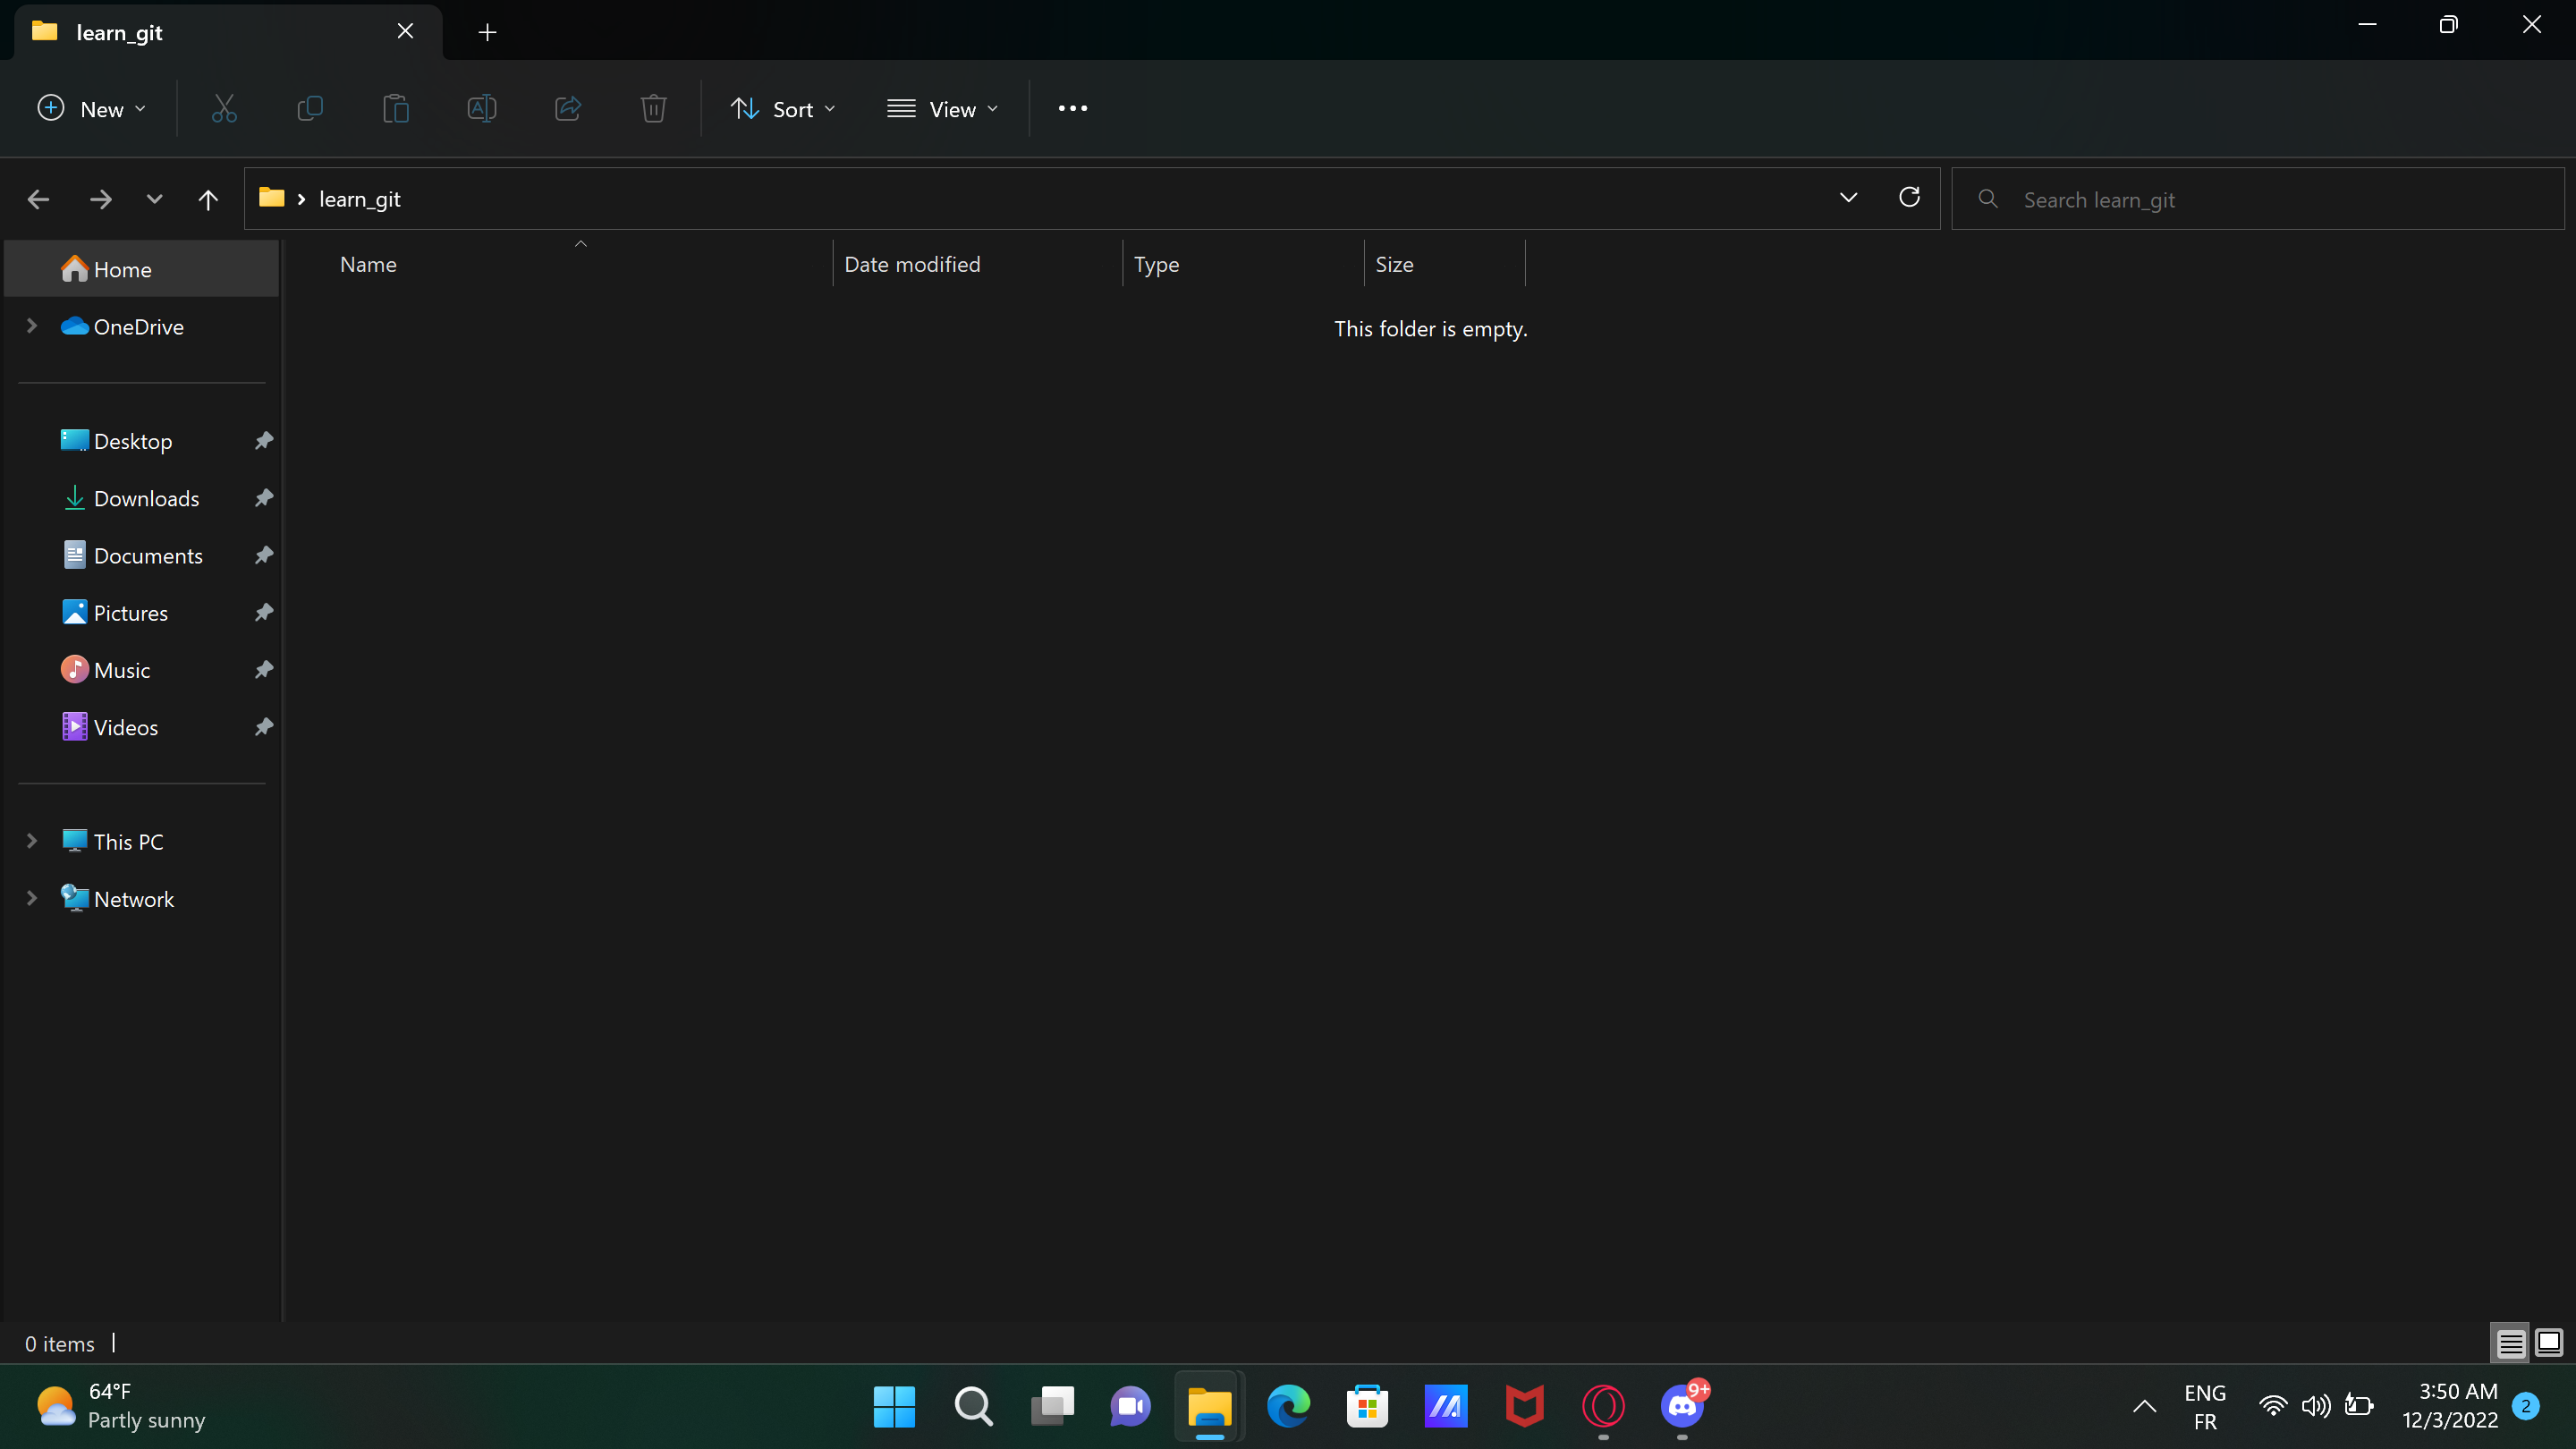 learn_git
New
Sort
View
learn_git
Search learn_git
Home
Name
Date modified
Type
Size
OneDrive
This folder is empty.
Desktop
Downloads
Documents
Pictures
Music
Videos
This PC
Network
0 items
64°F
Partly sunny
9+
ENG
FR
3:50 AM
12/3/2022
2